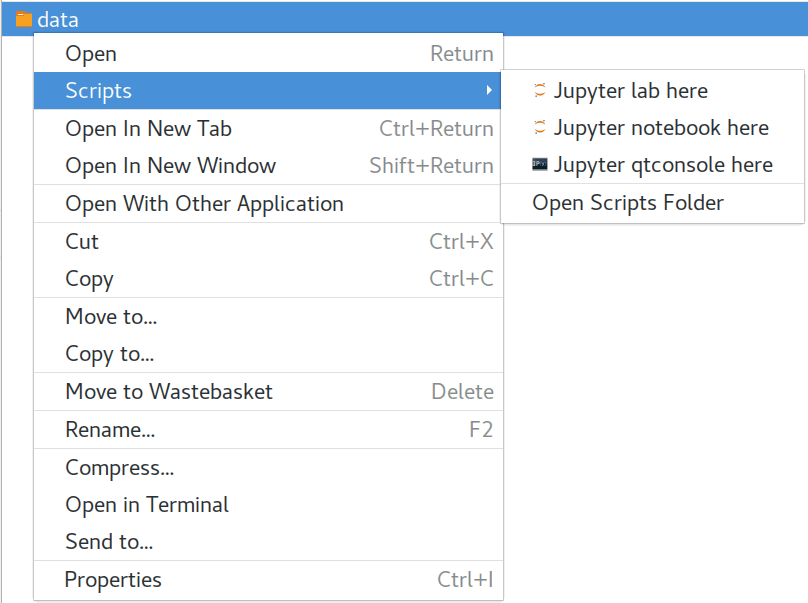 data
Open Return
Scripts
Open In New Tab Ctrl+Return
Open In New Window Shift+Return
Open With Other Application
Cut Ctrl+X
Copy Ctrl+C
Move to...
Copy to...
Move to Wastebasket Delete
Rename... F2
Compress...
Open in Terminal
Send to...
Properties Ctrl+I
Jupyter lab here
Jupyter notebook here
IP: Jupyter qtconsole here
Open Scripts Folder